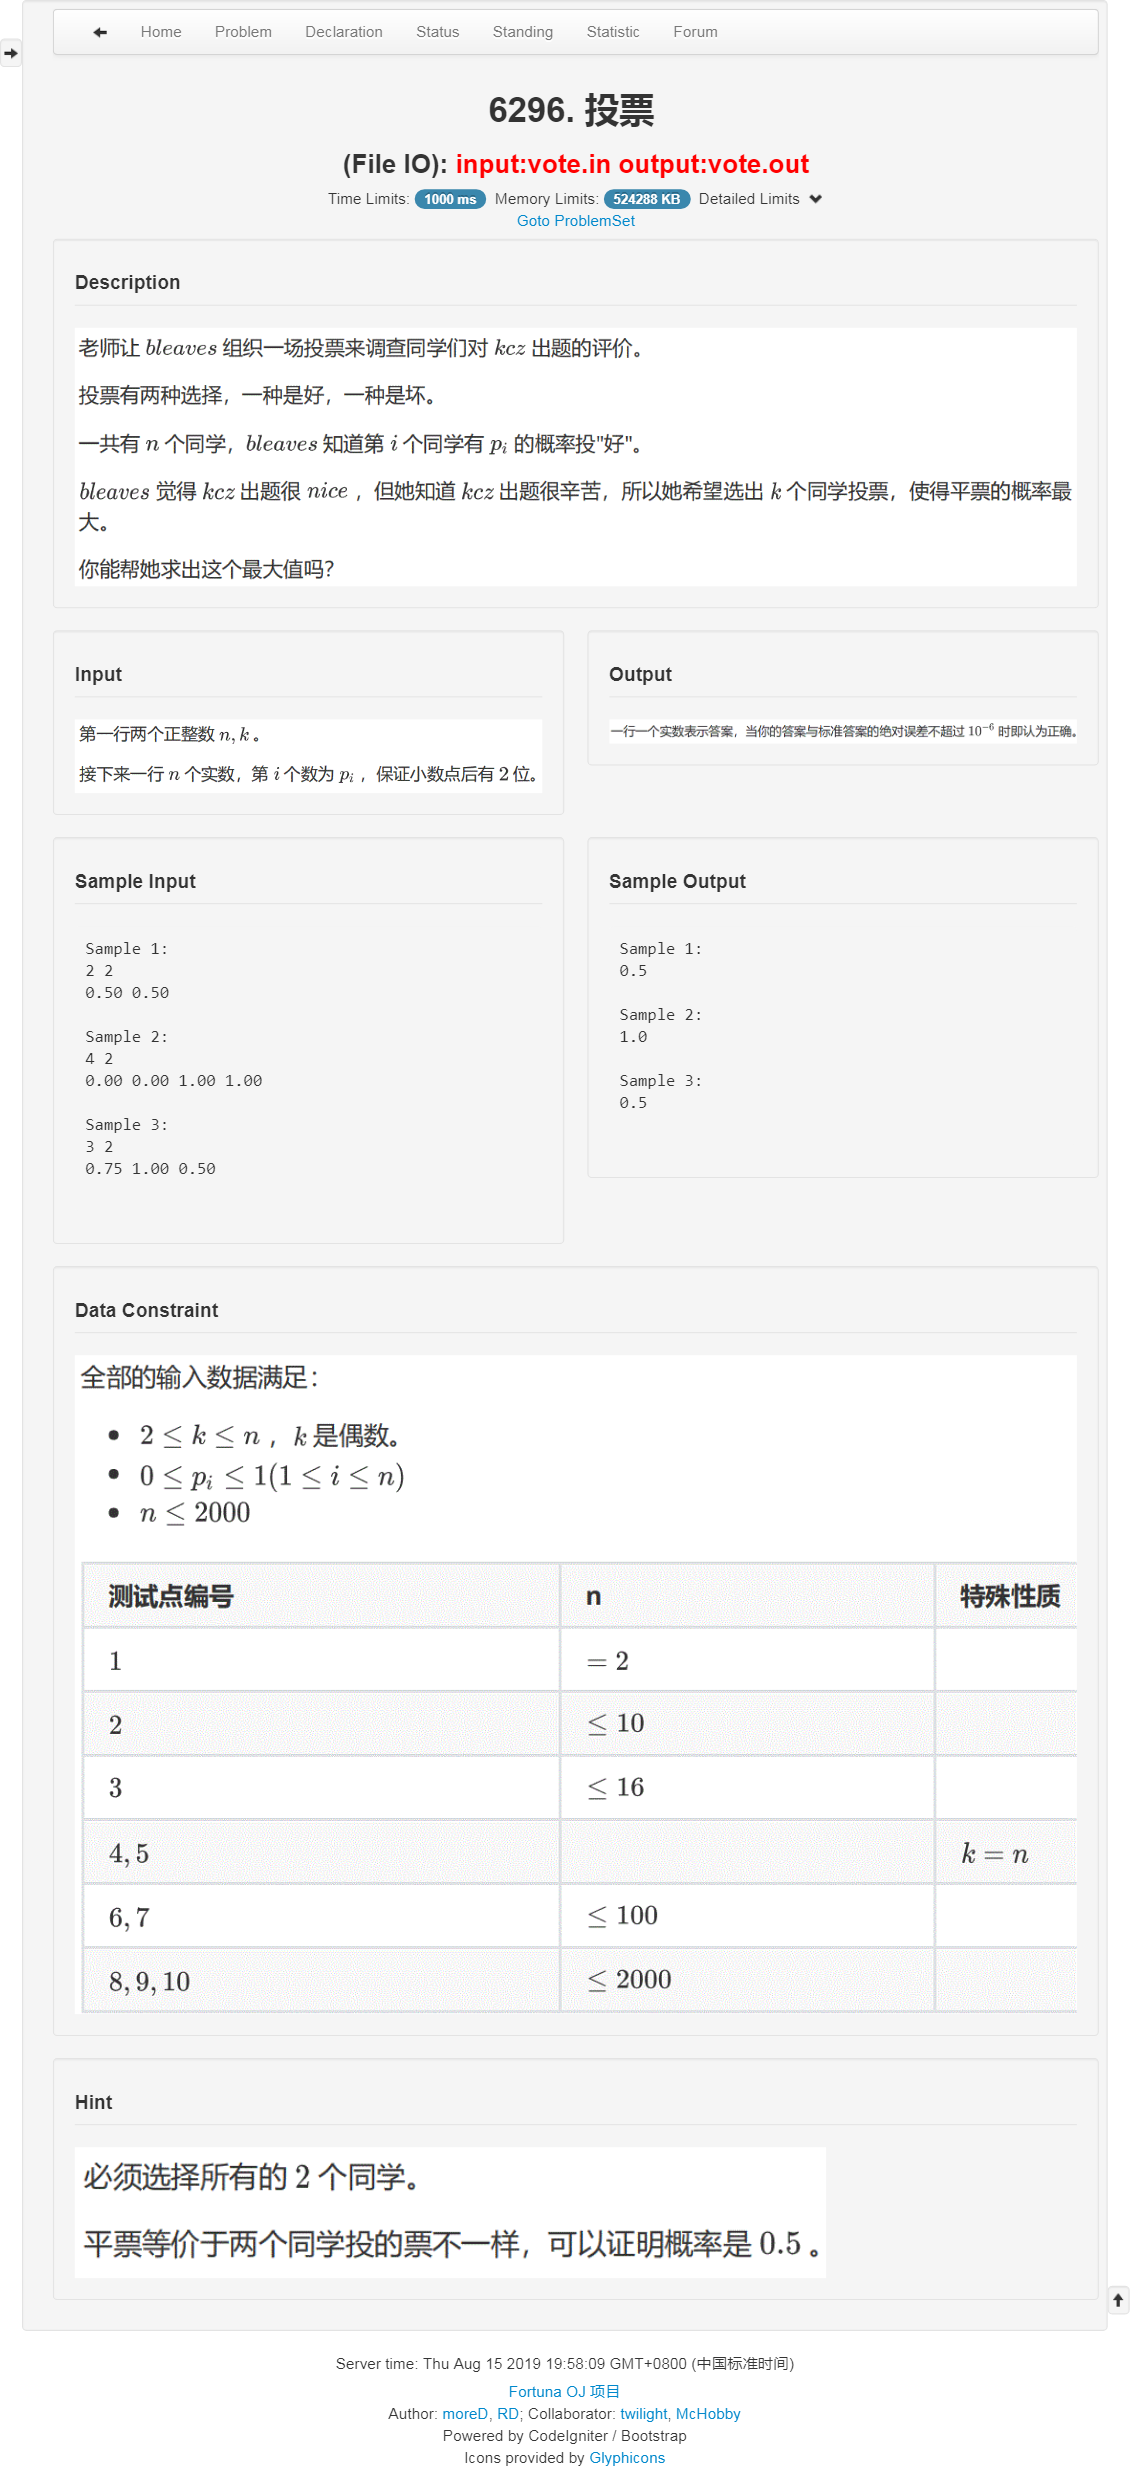 Home Problem Declaration Status Standing Statistic Forum
6296. 投票
(File IO): input:vote.in output:vote.out
Time Limits: 1000 ms Memory Limits: 524288 KB Detailed Limits
Goto ProblemSet
Description
老师让 bleaves 组织一场投票来调查同学们对 kcz 出题的评价。
投票有两种选择，一种是好，一种是坏。
一共有 n 个同学，bleaves 知道第 i 个同学有 p_i 的概率投"好"。
bleaves 觉得 kcz 出题很 nice ，但她知道 kcz 出题很辛苦，所以她希望选出 k 个同学投票，使得平票的概率最
大。
你能帮她求出这个最大值吗？
Input
第一行两个正整数 n, k 。
接下来一行 n 个实数，第 i 个数为 p_i ，保证小数点后有 2 位。
Output
一行一个实数表示答案，当你的答案与标准答案的绝对误差不超过 10^{-6} 时即认为正确。
Sample Input
Sample 1:
2 2
0.50 0.50
Sample 2:
4 2
0.00 0.00 1.00 1.00
Sample 3:
3 2
0.75 1.00 0.50
Sample Output
Sample 1:
0.5
Sample 2:
1.0
Sample 3:
0.5
Data Constraint
全部的输入数据满足：
2 ≤ k ≤ n ，k 是偶数。
0 ≤ p_i ≤ 1(1 ≤ i ≤ n)
n ≤ 2000
测试点编号 n 特殊性质
1 = 2
2 ≤ 10
3 ≤ 16
4, 5 k = n
6, 7 ≤ 100
8, 9, 10 ≤ 2000
Hint
必须选择所有的 2 个同学。
平票等价于两个同学投的票不一样，可以证明概率是 0.5 。
Server time: Thu Aug 15 2019 19:58:09 GMT+0800 (中国标准时间)
Fortuna OJ 项目
Author: moreD, RD; Collaborator: twilight, McHobby
Powered by CodeIgniter / Bootstrap
Icons provided by Glyphicons